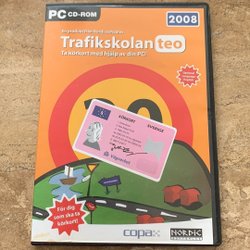 PC CD-ROM
2008
Trafikskolan teo
Ta körkort med hjälp av din PC!
KÖRKORT SVERIGE
Vägverket
För dig
som ska ta
körkort!
copax
NORDIC